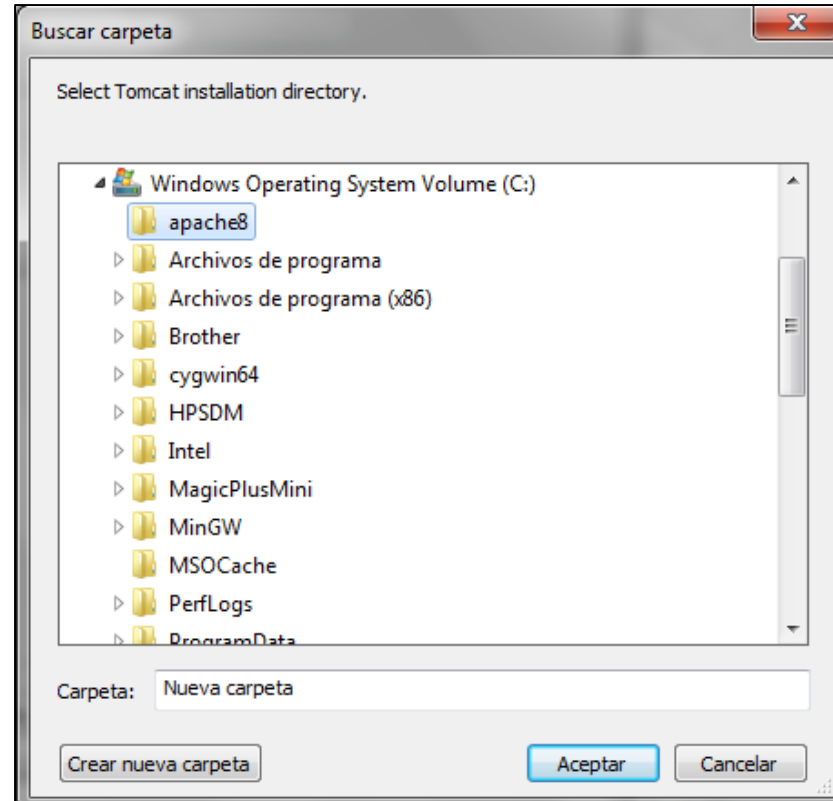 Buscar carpeta
Select Tomcat installation directory.
Windows Operating System Volume (C:)
apache8
Archivos de programa
Archivos de programa (x86)
Brother
cygwin64
HPSDM
Intel
MagicPlusMini
MinGW
MSOCache
PerfLogs
ProgramData
Carpeta: Nueva carpeta
Crear nueva carpeta Aceptar Cancelar